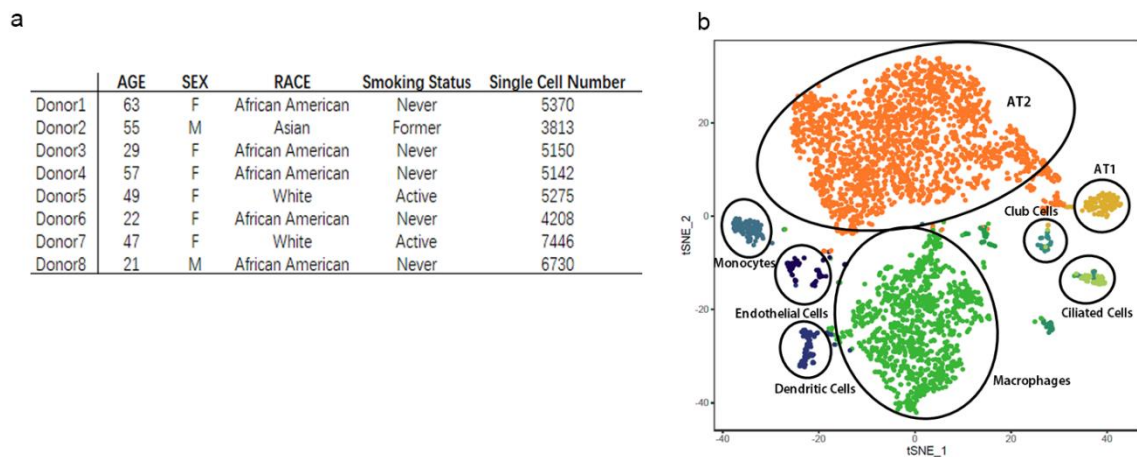 a
AGE SEX RACE Smoking Status Single Cell Number
Donor1 63 F African American Never 5370
Donor2 55 M Asian Former 3813
Donor3 29 F African American Never 5150
Donor4 57 F African American Never 5142
Donor5 49 F White Active 5275
Donor6 22 F African American Never 4208
Donor7 47 F White Active 7446
Donor8 21 M African American Never 6730
b
AT2
AT1
Club Cells
Monocytes
Endothelial Cells
Ciliated Cells
Dendritic Cells
Macrophages
tSNE_2
20
0
-20
-40
-40 -20 0 20 40
tSNE_1